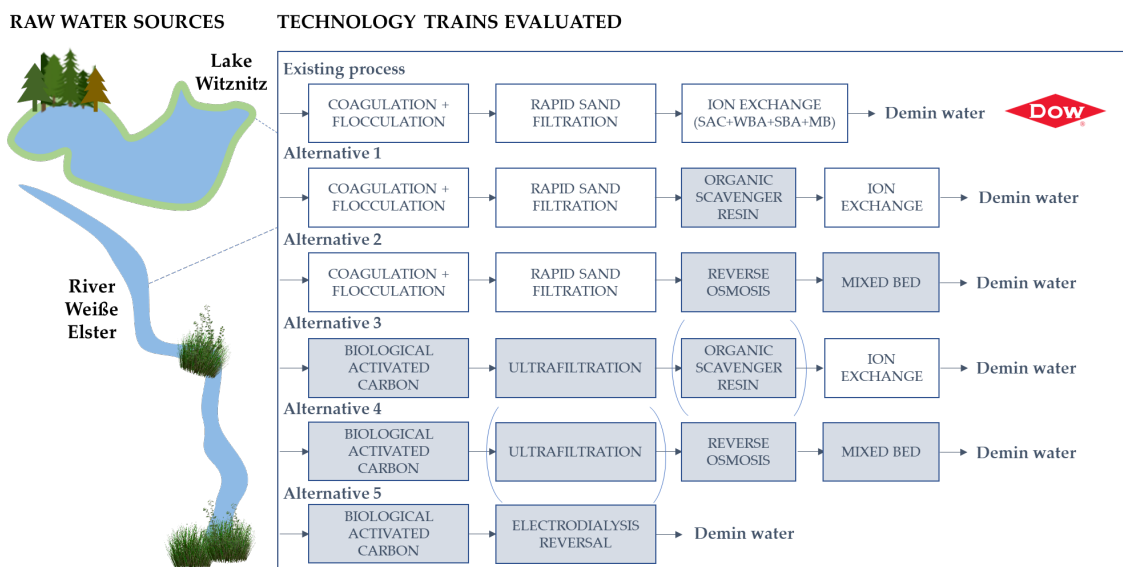 RAW WATER SOURCES
TECHNOLOGY TRAINS EVALUATED
Lake
Witznitz
River
Weiße
Elster
Existing process
COAGULATION +
FLOCCULATION
RAPID SAND
FILTRATION
ION EXCHANGE
(SAC+WBA+SBA+MB)
Demin water
Dow
®
Alternative 1
COAGULATION +
FLOCCULATION
RAPID SAND
FILTRATION
ORGANIC
SCAVENGER
RESIN
ION
EXCHANGE
Demin water
Alternative 2
COAGULATION +
FLOCCULATION
RAPID SAND
FILTRATION
REVERSE
OSMOSIS
MIXED BED
Demin water
Alternative 3
BIOLOGICAL
ACTIVATED
CARBON
ULTRAFILTRATION
ORGANIC
SCAVENGER
RESIN
ION
EXCHANGE
Demin water
Alternative 4
BIOLOGICAL
ACTIVATED
CARBON
ULTRAFILTRATION
REVERSE
OSMOSIS
MIXED BED
Demin water
Alternative 5
BIOLOGICAL
ACTIVATED
CARBON
ELECTRODIALYSIS
REVERSAL
Demin water